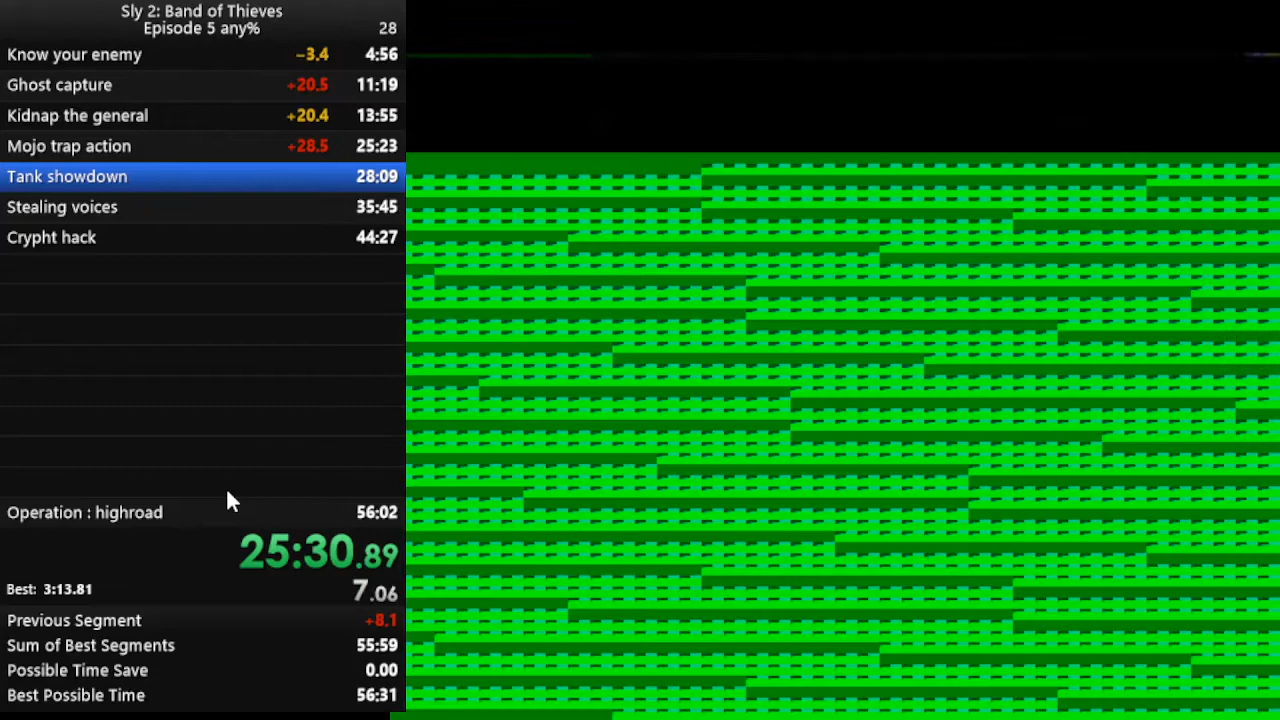 Sly 2: Band of Thieves
Episode 5 any% 28
Know your enemy −3.4 4:56
Ghost capture +20.5 11:19
Kidnap the general +20.4 13:55
Mojo trap action +28.5 25:23
Tank showdown 28:09
Stealing voices 35:45
Crypht hack 44:27
Operation : highroad 56:02
25:30.89
Best: 3:13.81 7.06
Previous Segment +8.1
Sum of Best Segments 55:59
Possible Time Save 0.00
Best Possible Time 56:31